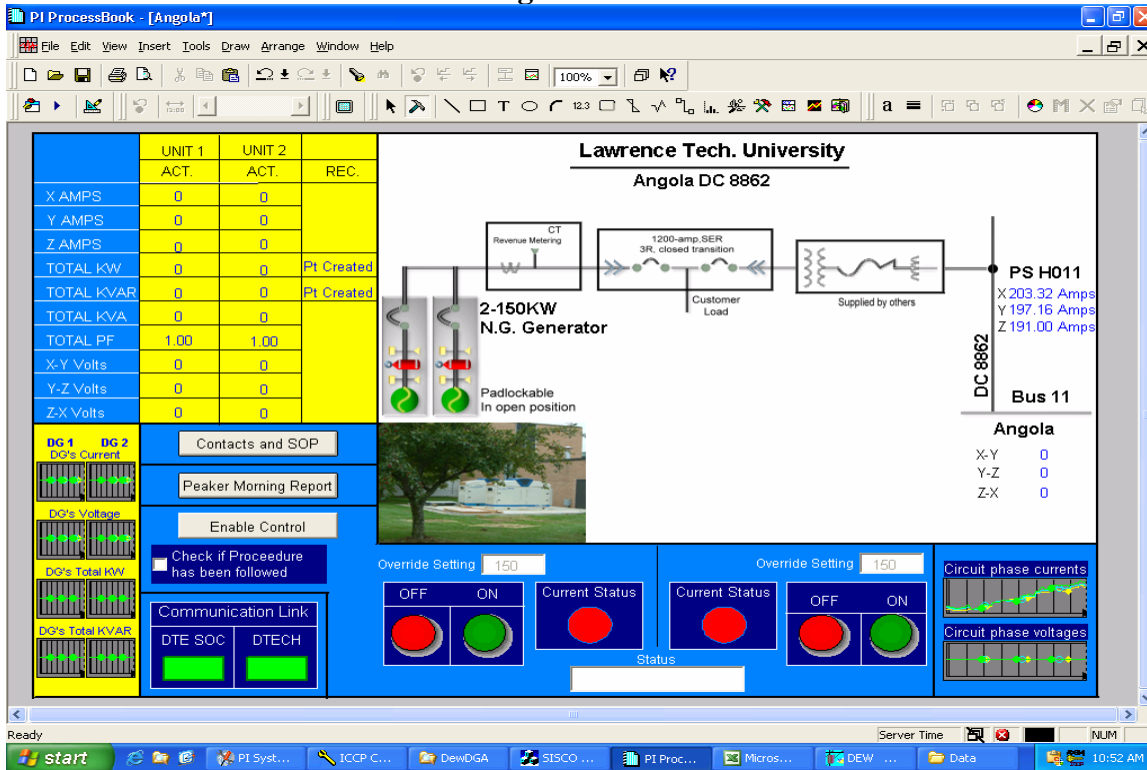 PI ProcessBook - [Angola*]
File Edit View Insert Tools Draw Arrange Window Help
100%
T 12.3 a
UNIT 1 UNIT 2
ACT. ACT. REC.
X AMPS 0 0
Y AMPS 0 0
Z AMPS 0 0
TOTAL KW 0 0 Pt Created
TOTAL KVAR 0 0 Pt Created
TOTAL KVA 0 0
TOTAL PF 1.00 1.00
X-Y Volts 0 0
Y-Z Volts 0 0
Z-X Volts 0 0
Lawrence Tech. University
Angola DC 8862
CT
Revenue Metering
1200-amp,SER
3R, closed transition
Customer
Load
Supplied by others
2-150KW
N.G. Generator
Padlockable
In open position
PS H011
X 203.32 Amps
Y 197.16 Amps
Z 191.00 Amps
DC 8862
Bus 11
Angola
X-Y 0
Y-Z 0
Z-X 0
DG 1 DG 2
DG's Current
DG's Voltage
DG's Total KW
DG's Total KVAR
Contacts and SOP
Peaker Morning Report
Enable Control
Check if Proceedure
has been followed
Communication Link
DTE SOC DTECH
Override Setting 150
OFF ON
Current Status
Current Status
Override Setting 150
OFF ON
Status
Circuit phase currents
Circuit phase voltages
Ready
Server Time
NUM
start
PI Syst...
ICCP C...
DewDGA
SISCO ...
PI Proc...
Micros...
DEW ...
Data
10:52 AM